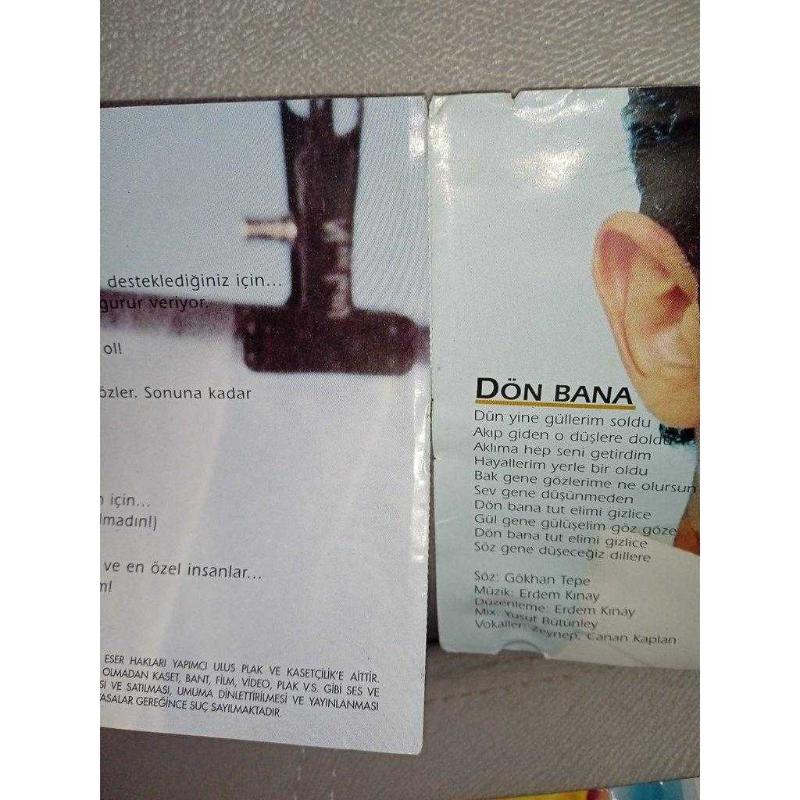 desteklediğiniz için...
gurur veriyor.
ol!
özler. Sonuna kadar
için...
lmadın!)
ve en özel insanlar...
m!
ESER HAKLARI YAPIMCI ULUS PLAK VE KASETÇİLİK'E AİTTİR.
OLMADAN KASET, BANT, FİLM, VİDEO, PLAK V.S. GİBİ SES VE
Sİ VE SATILMASI, UMUMA DİNLETTİRİLMESİ VE YAYINLANMASI
YASALAR GEREĞİNCE SUÇ SAYILMAKTADIR.
DÖN BANA
Dün yine güllerim soldu
Akıp giden o düşlere doldu
Aklıma hep seni getirdim
Hayallerim yerle bir oldu
Bak gene gözlerime ne olursun
Sev gene düşünmeden
Dön bana tut elimi gizlice
Gül gene gülüşelim göz göze
Dön bana tut elimi gizlice
Söz gene düşeceğiz dillere
Söz: Gökhan Tepe
Müzik: Erdem Kınay
Düzenleme: Erdem Kınay
Mix: Yusuf Bütünley
Vokaller: Zeynep, Canan Kaplan